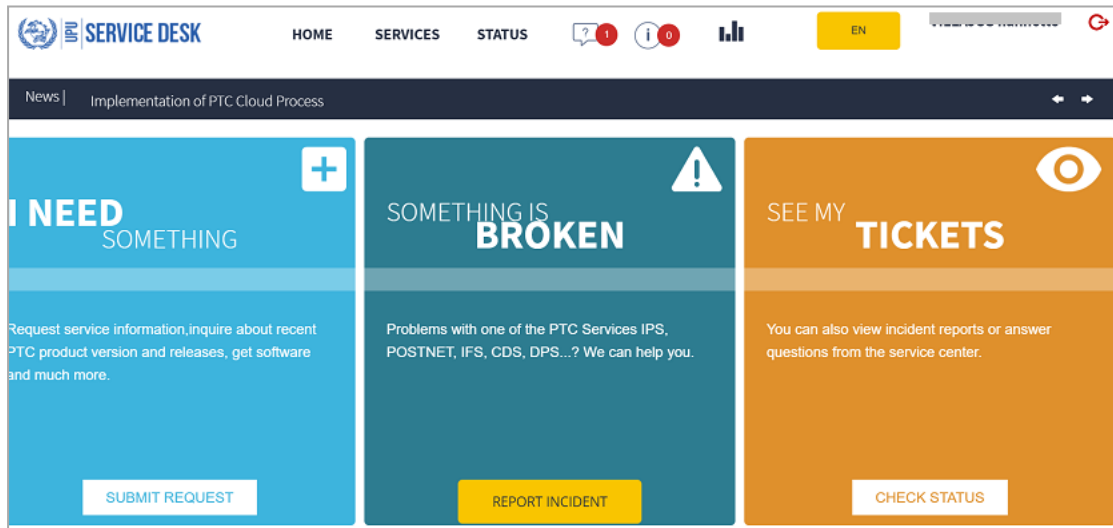 UPU SERVICE DESK
HOME SERVICES STATUS ? 1 i 0 EN
News| Implementation of PTC Cloud Process
I NEED
SOMETHING
Request service information,inquire about recent
PTC product version and releases, get software
and much more.
SUBMIT REQUEST
SOMETHING IS
BROKEN
Problems with one of the PTC Services IPS,
POSTNET, IFS, CDS, DPS...? We can help you.
REPORT INCIDENT
SEE MY
TICKETS
You can also view incident reports or answer
questions from the service center.
CHECK STATUS